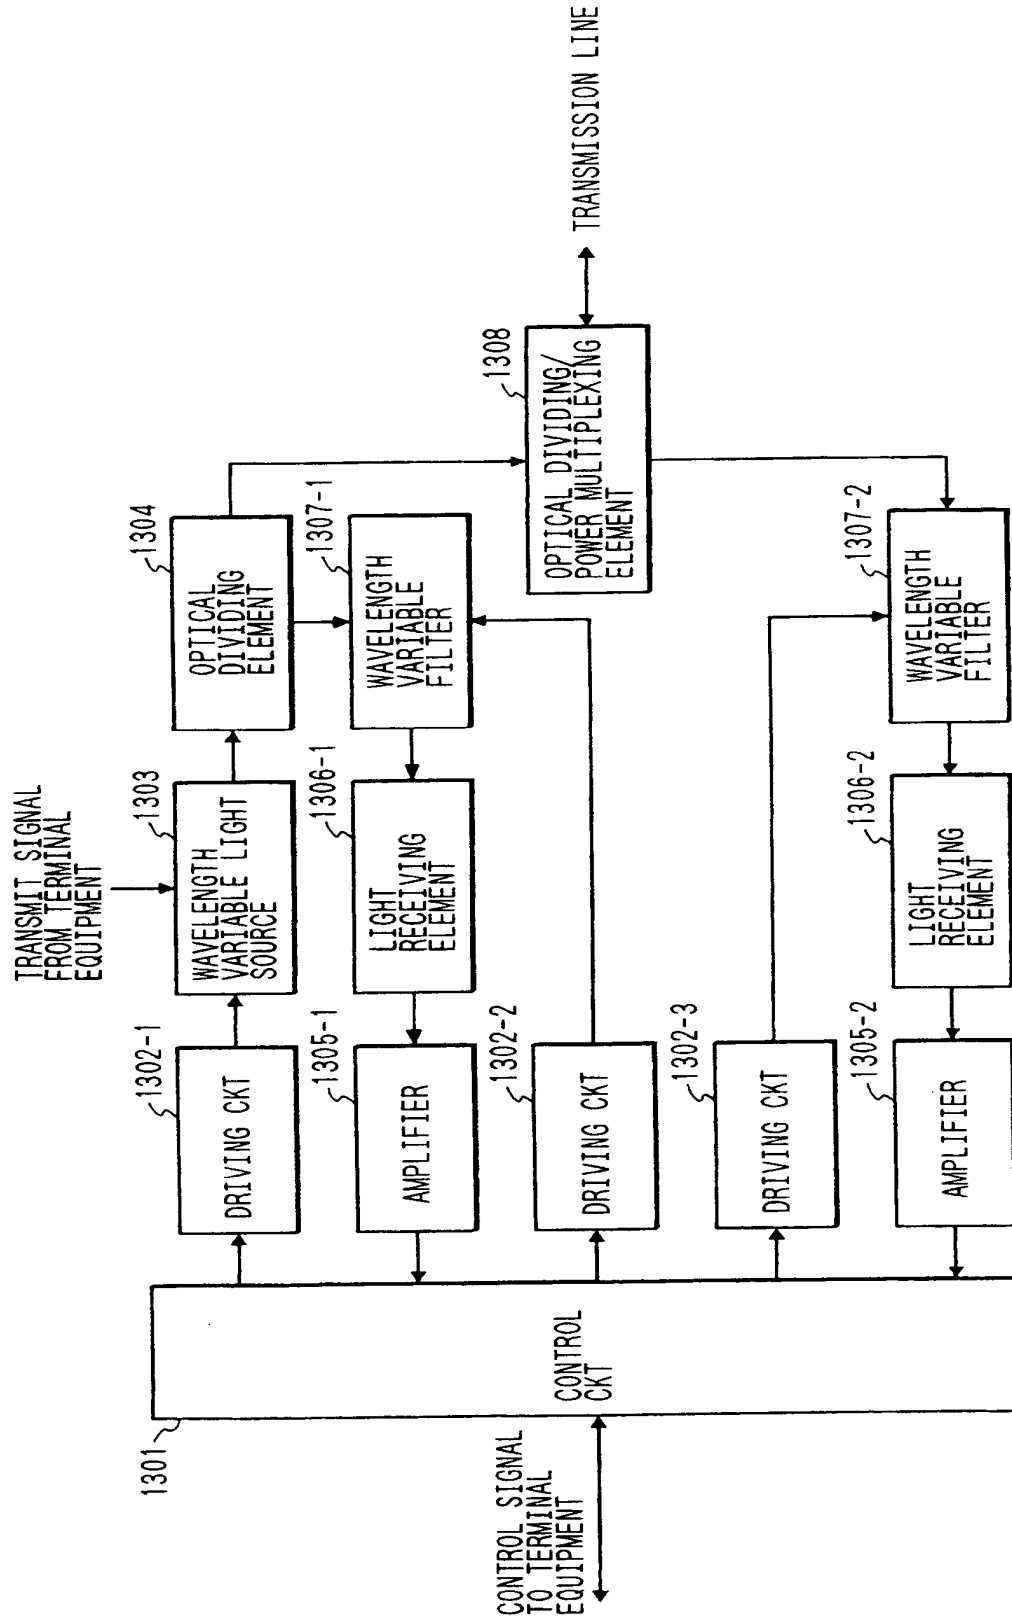 TRANSMIT SIGNAL
FROM TERMINAL
EQUIPMENT
1302-1
DRIVING CKT
1303
WAVELENGTH
VARIABLE LIGHT
SOURCE
1304
OPTICAL
DIVIDING
ELEMENT
1305-1
AMPLIFIER
1306-1
LIGHT
RECEIVING
ELEMENT
1307-1
WAVELENGTH
VARIABLE
FILTER
1301
CONTROL
CKT
CONTROL SIGNAL
TO TERMINAL
EQUIPMENT
1302-2
DRIVING CKT
1308
OPTICAL DIVIDING/
POWER MULTIPLEXING
ELEMENT
TRANSMISSION LINE
1302-3
DRIVING CKT
1305-2
AMPLIFIER
1306-2
LIGHT
RECEIVING
ELEMENT
1307-2
WAVELENGTH
VARIABLE
FILTER